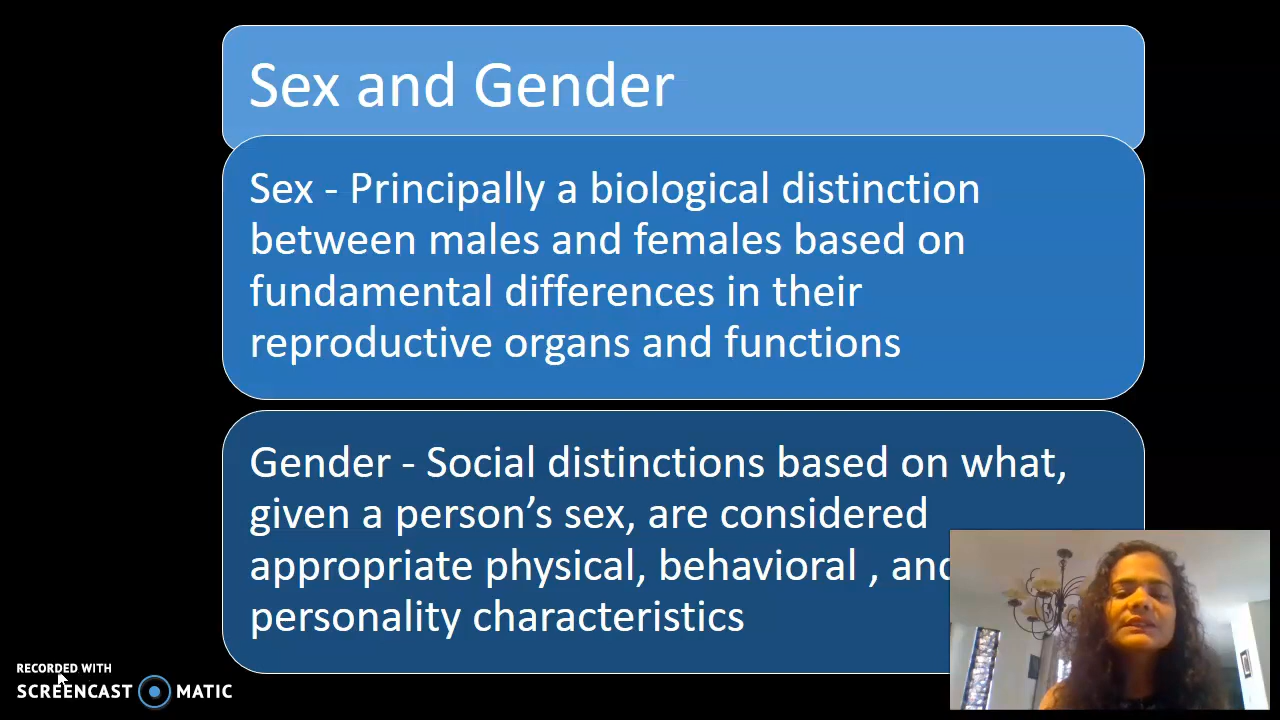 Sex and Gender
Sex - Principally a biological distinction
between males and females based on
fundamental differences in their
reproductive organs and functions
Gender - Social distinctions based on what,
given a person’s sex, are considered
appropriate physical, behavioral , and
personality characteristics
RECORDED WITH
SCREENCAST MATIC